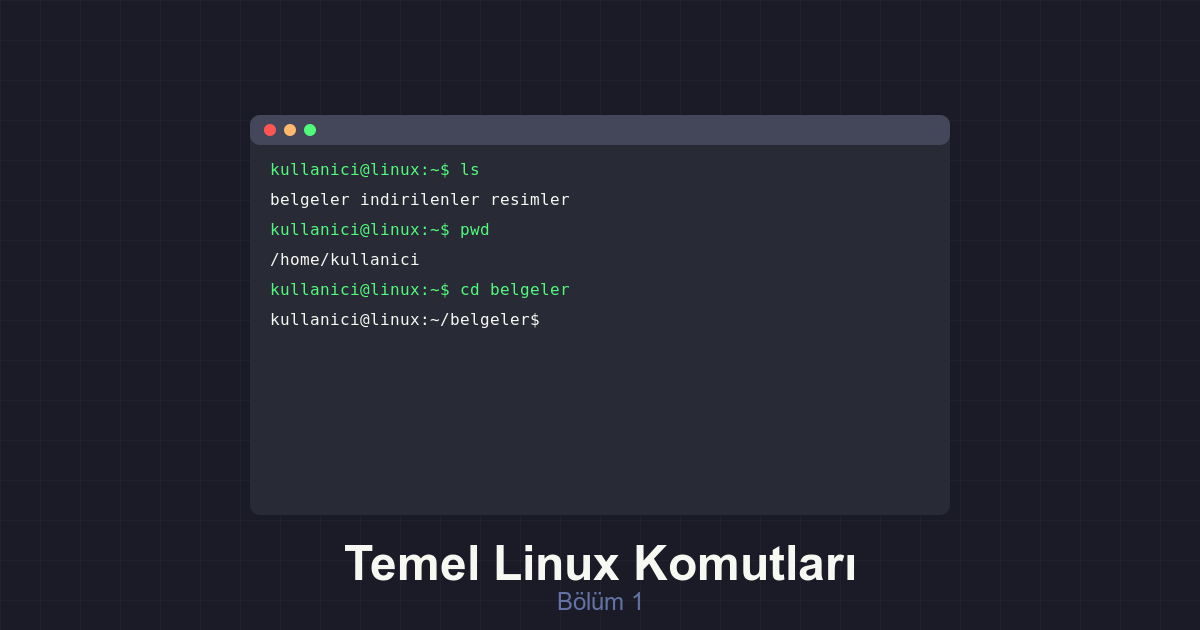 kullanici@linux:~$ ls
belgeler indirilenler resimler
kullanici@linux:~$ pwd
/home/kullanici
kullanici@linux:~$ cd belgeler
kullanici@linux:~/belgeler$
Temel Linux Komutları
Bölüm 1